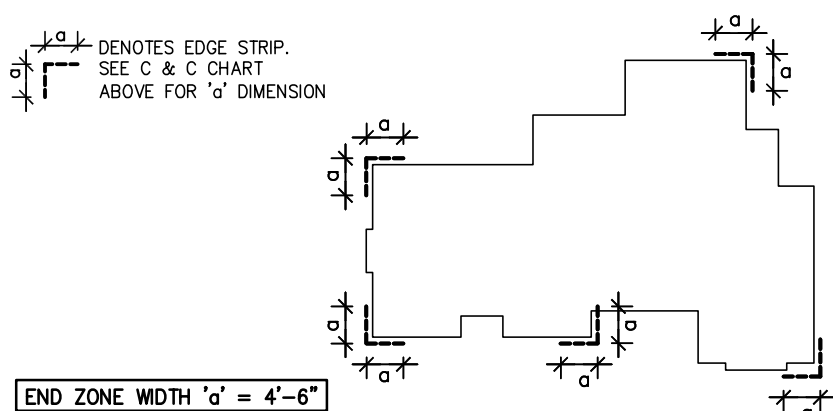 a
a
DENOTES EDGE STRIP.
SEE C & C CHART
ABOVE FOR 'a' DIMENSION
a
a
a
a
a
a
a
a
a
END ZONE WIDTH 'a' = 4'-6"
a